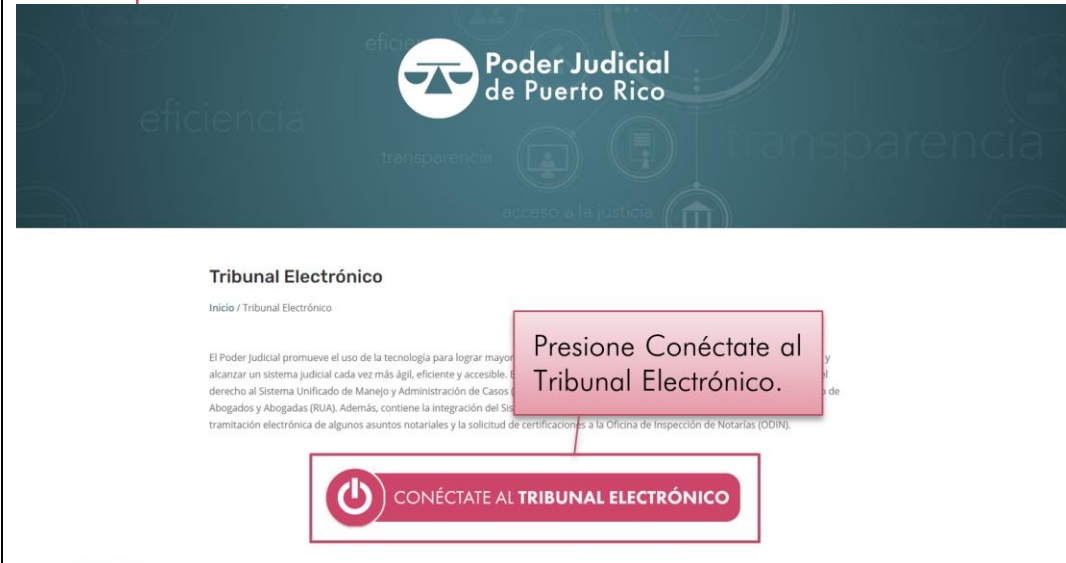 eficiencia
Poder Judicial
de Puerto Rico
eficiencia
transparencia
transparencia
acceso a la justicia
Tribunal Electrónico
Inicio / Tribunal Electrónico
Presione Conéctate al
Tribunal Electrónico.
El Poder Judicial promueve el uso de la tecnología para lograr mayor y
alcanzar un sistema judicial cada vez más ágil, eficiente y accesible.
derecho al Sistema Unificado de Manejo y Administración de Casos ( de
Abogados y Abogadas (RUA). Además, contiene la integración del
tramitación electrónica de algunos asuntos notariales y la solicitud de certificaciones a la Oficina de Inspección de Notarías (ODIN).
CONÉCTATE AL TRIBUNAL ELECTRÓNICO